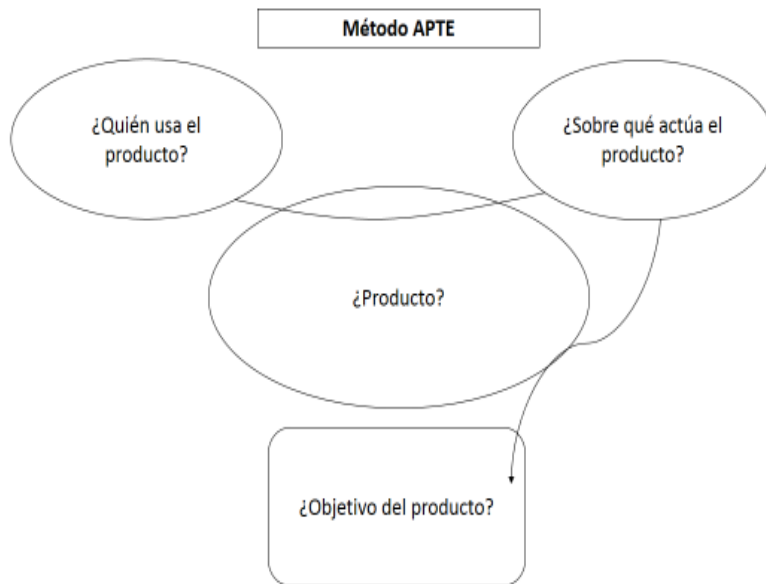 Método APTE
¿Quién usa el
producto?
¿Sobre qué actúa el
producto?
¿Producto?
¿Objetivo del producto?